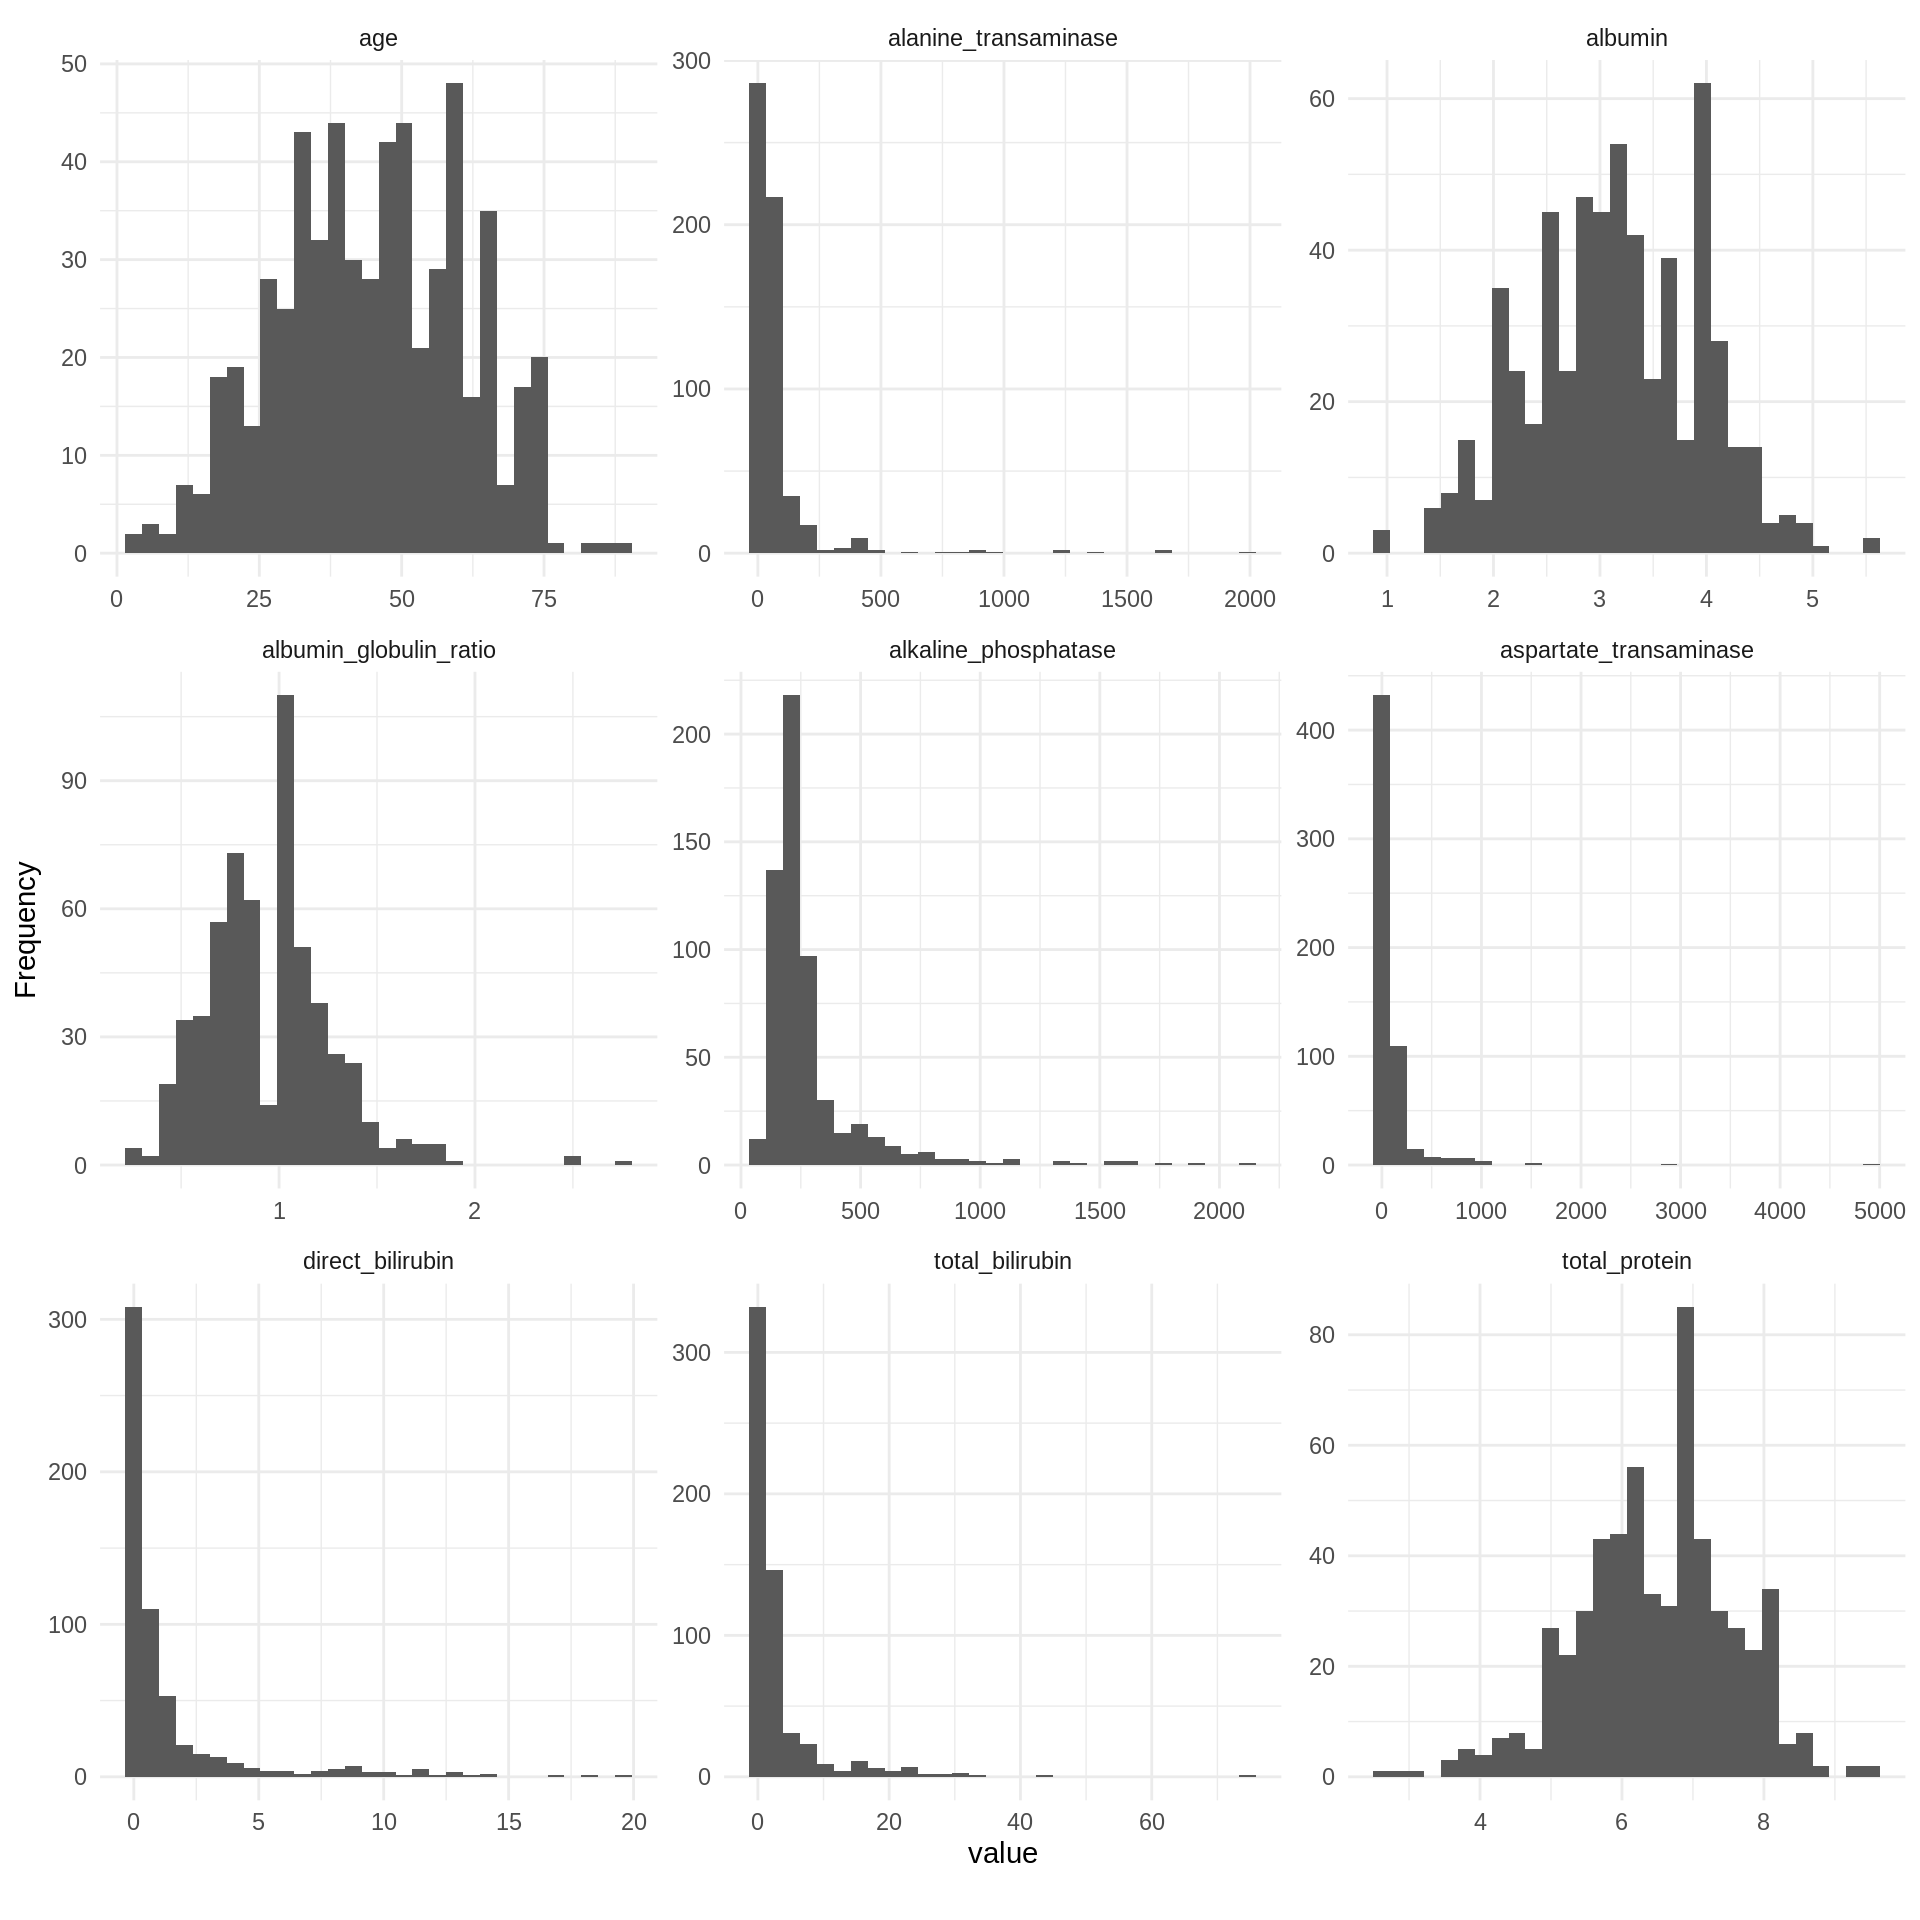 age
alanine_transaminase
albumin
50
40
30
20
10
0
0 25 50 75
300
200
100
0
0 500 1000 1500 2000
60
40
20
0
1 2 3 4 5
albumin_globulin_ratio
alkaline_phosphatase
aspartate_transaminase
Frequency
90
60
30
0
1 2
200
150
100
50
0
0 500 1000 1500 2000
400
300
200
100
0
0 1000 2000 3000 4000 5000
direct_bilirubin
total_bilirubin
total_protein
300
200
100
0
0 5 10 15 20
300
200
100
0
0 20 40 60
80
60
40
20
0
4 6 8
value